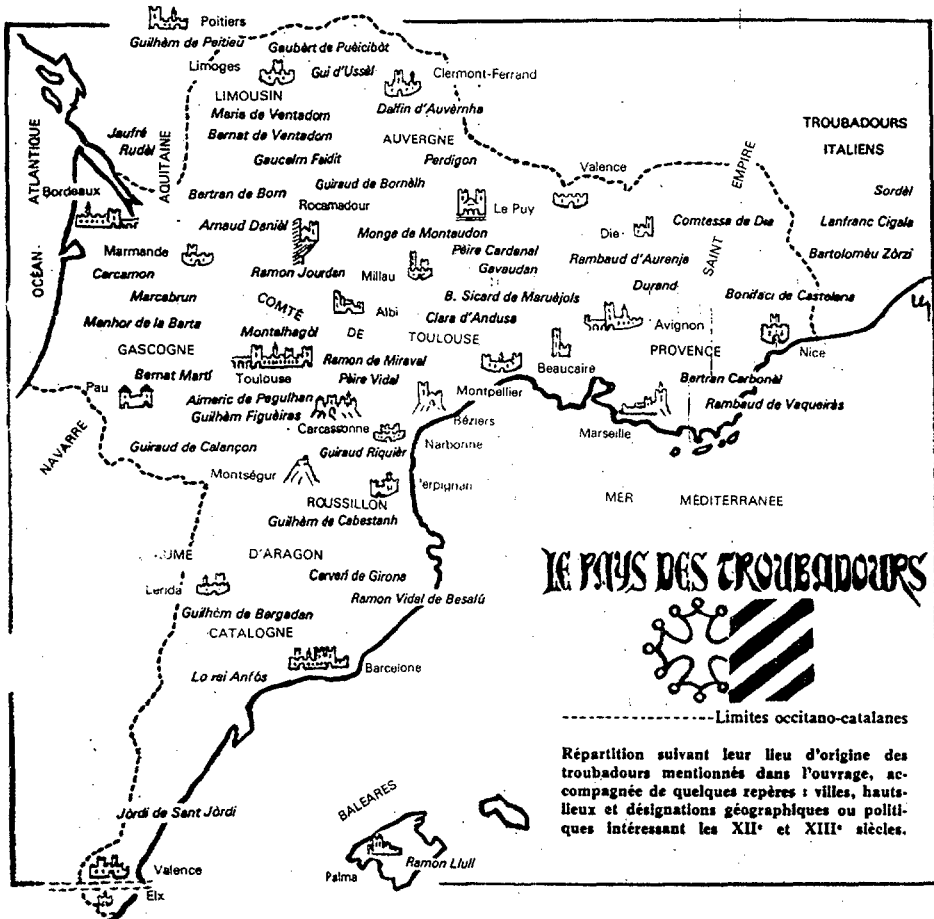 Poitiers
Guilhèm de Peitieu
Gaubèrt de Puèicibòt
Limoges
Gui d'Ussèl
Clermont-Ferrand
LIMOUSIN
Maria de Ventadorn
Dalfin d'Auvèrnha
Bernat de Ventadorn
AUVERGNE
TROUBADOURS
ITALIENS
ATLANTIQUE
OCÉAN
AQUITAINE
Jaufré
Rudèl
Gaucelm Faidit
Perdigon
Valence
EMPIRE
SAINT
Bordeaux
Bertran de Born
Guiraud de Bornèlh
Rocamadour
Le Puy
Sordèl
Arnaud Danièl
Monge de Montaudon
Die
Comtessa de Dia
Lanfranc Cigala
Marmande
Pèire Cardenal
Bartolomèu Zòrzi
Cercamon
Ramon Jourdan
Millau
Gavaudan
Rambaud d'Aurenja
Durand
Marcabrun
COMTÉ
DE
TOULOUSE
Albi
B. Sicard de Maruèjols
Bonifaci de Castelana
Manhor de la Barta
Montalhagòl
Clara d'Andusa
Avignon
GASCOGNE
PROVENCE
Nice
Bernat Martí
Toulouse
Ramon de Miraval
Beaucaire
Pau
Pèire Vidal
Bertran Carbonèl
Aimeric de Pegulhan
Montpellier
Rambaud de Vaqueiràs
Guilhèm Figuèiras
Carcassonne
Béziers
Marseille
NAVARRE
Guiraud de Calançon
Guiraud Riquièr
Narbonne
Montségur
Perpignan
ROUSSILLON
MER MÉDITERRANÉE
Guilhèm de Cabestanh
D'ARAGON
LE PAYS DES TROUBADOURS
Cerverí de Girona
Lerida
Ramon Vidal de Besalú
Guilhèm de Bergadan
CATALOGNE
Lo rei Anfós
Barcelone
Limites occitano-catalanes
Répartition suivant leur lieu d'origine des
troubadours mentionnés dans l'ouvrage, ac-
compagnée de quelques repères : villes, hauts-
lieux et désignations géographiques ou politi-
ques intéressant les XIIe et XIIIe siècles.
Jòrdi de Sant Jòrdi
BALEARES
Valence
Palma
Ramon Llull
Elx